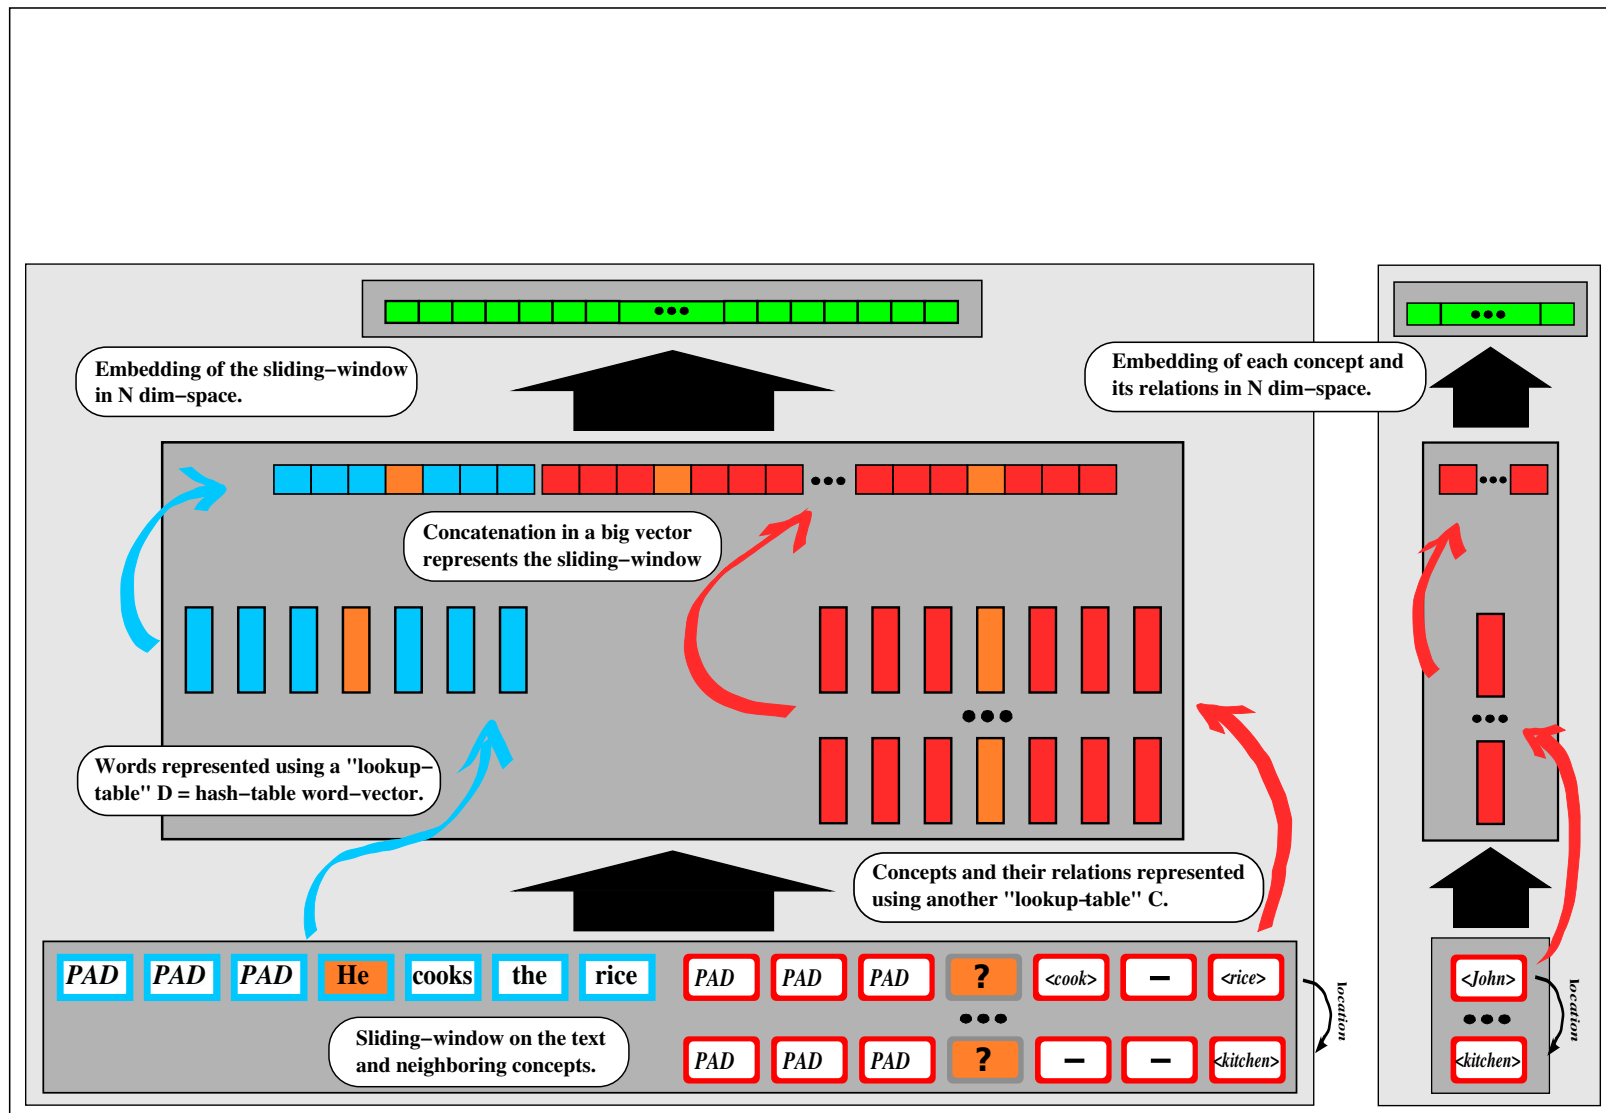 Embedding of the sliding−window
in N dim−space.
Embedding of each concept and
its relations in N dim−space.
Concatenation in a big vector
represents the sliding−window
Words represented using a "lookup−
table" D = hash−table word−vector.
Concepts and their relations represented
using another "lookup−table" C.
PAD PAD PAD He cooks the rice PAD PAD PAD ? <cook> − <rice>
location
<John>
location
Sliding−window on the text
and neighboring concepts.
PAD PAD PAD ? − − <kitchen>
<kitchen>